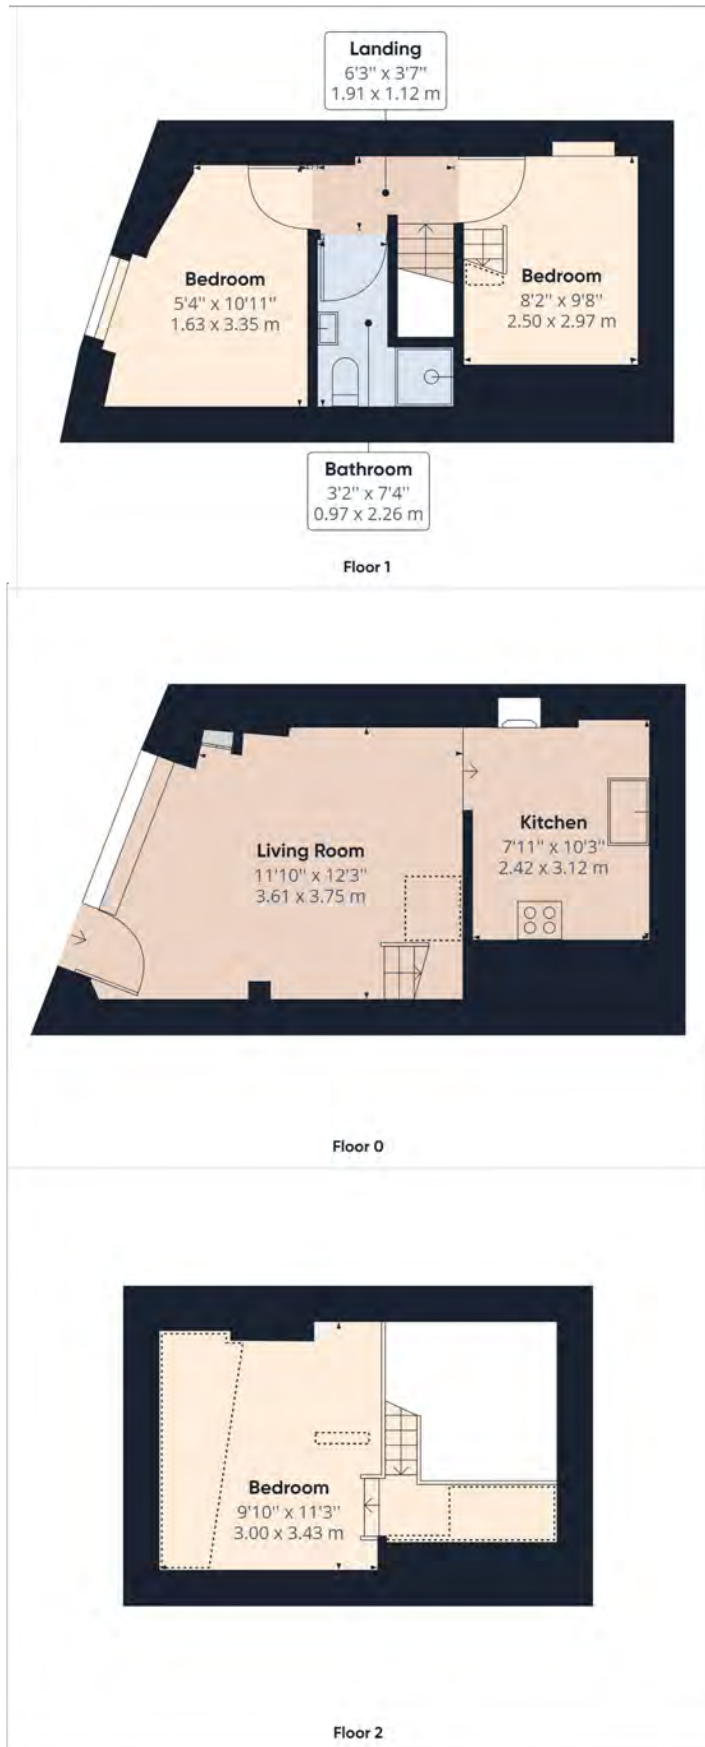 Landing
6'3" x 3'7"
1.91 x 1.12 m
Bedroom
5'4" x 10'11"
1.63 x 3.35 m
Bedroom
8'2" x 9'8"
2.50 x 2.97 m
Bathroom
3'2" x 7'4"
0.97 x 2.26 m
Floor 1
Living Room
11'10" x 12'3"
3.61 x 3.75 m
Kitchen
7'11" x 10'3"
2.42 x 3.12 m
Floor 0
Bedroom
9'10" x 11'3"
3.00 x 3.43 m
Floor 2